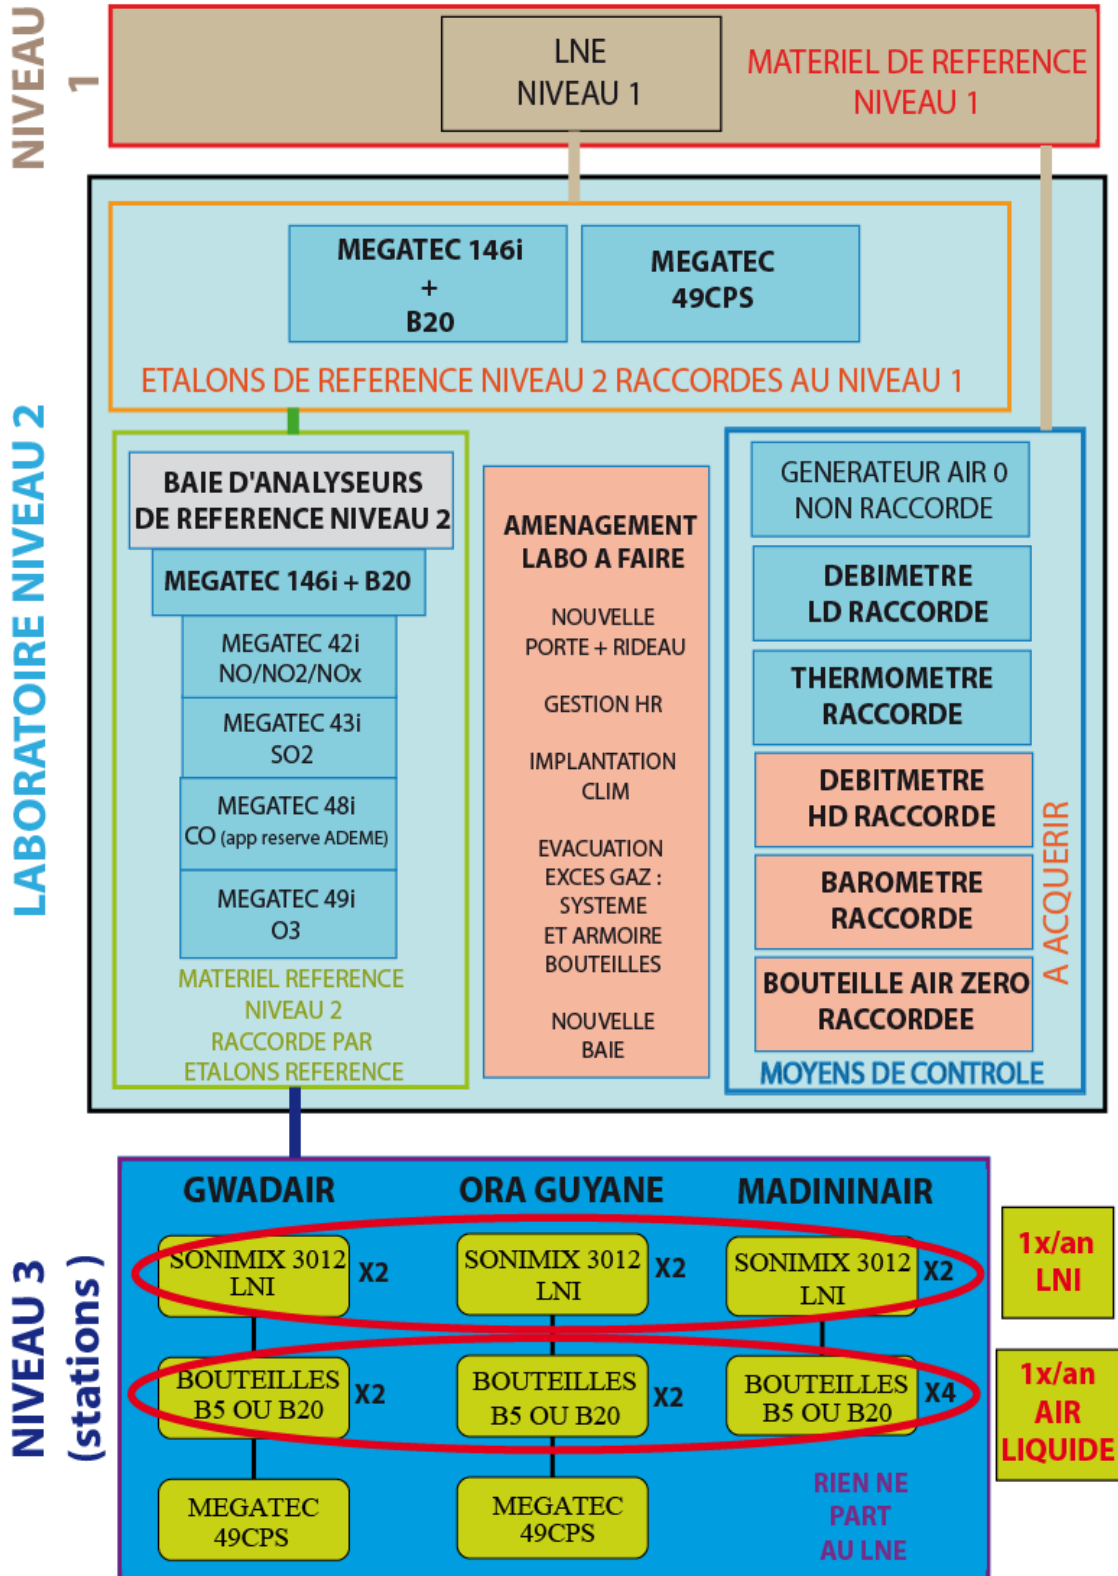 NIVEAU
1
LNE
NIVEAU 1
MATERIEL DE REFERENCE
NIVEAU 1
LABORATOIRE NIVEAU 2
MEGATEC 146i
+
B20
MEGATEC
49CPS
ETALONS DE REFERENCE NIVEAU 2 RACCORDES AU NIVEAU 1
BAIE D'ANALYSEURS
DE REFERENCE NIVEAU 2
MEGATEC 146i + B20
MEGATEC 42i
NO/NO2/NOx
MEGATEC 43i
SO2
MEGATEC 48i
CO (app reserve ADEME)
MEGATEC 49i
O3
MATERIEL REFERENCE
NIVEAU 2
RACCORDE PAR
ETALONS REFERENCE
AMENAGEMENT
LABO A FAIRE
NOUVELLE
PORTE + RIDEAU
GESTION HR
IMPLANTATION
CLIM
EVACUATION
EXCES GAZ :
SYSTEME
ET ARMOIRE
BOUTEILLES
NOUVELLE
BAIE
GENERATEUR AIR 0
NON RACCORDE
DEBIMETRE
LD RACCORDE
THERMOMETRE
RACCORDE
DEBITMETRE
HD RACCORDE
BAROMETRE
RACCORDE
BOUTEILLE AIR ZERO
RACCORDEE
A ACQUERIR
MOYENS DE CONTROLE
NIVEAU 3
(stations )
GWADAIR
ORA GUYANE
MADININAIR
SONIMIX 3012
LNI
X2
SONIMIX 3012
LNI
X2
SONIMIX 3012
LNI
X2
1x/an
LNI
BOUTEILLES
B5 OU B20
X2
BOUTEILLES
B5 OU B20
X2
BOUTEILLES
B5 OU B20
X4
1x/an
AIR
LIQUIDE
MEGATEC
49CPS
MEGATEC
49CPS
RIEN NE
PART
AU LNE